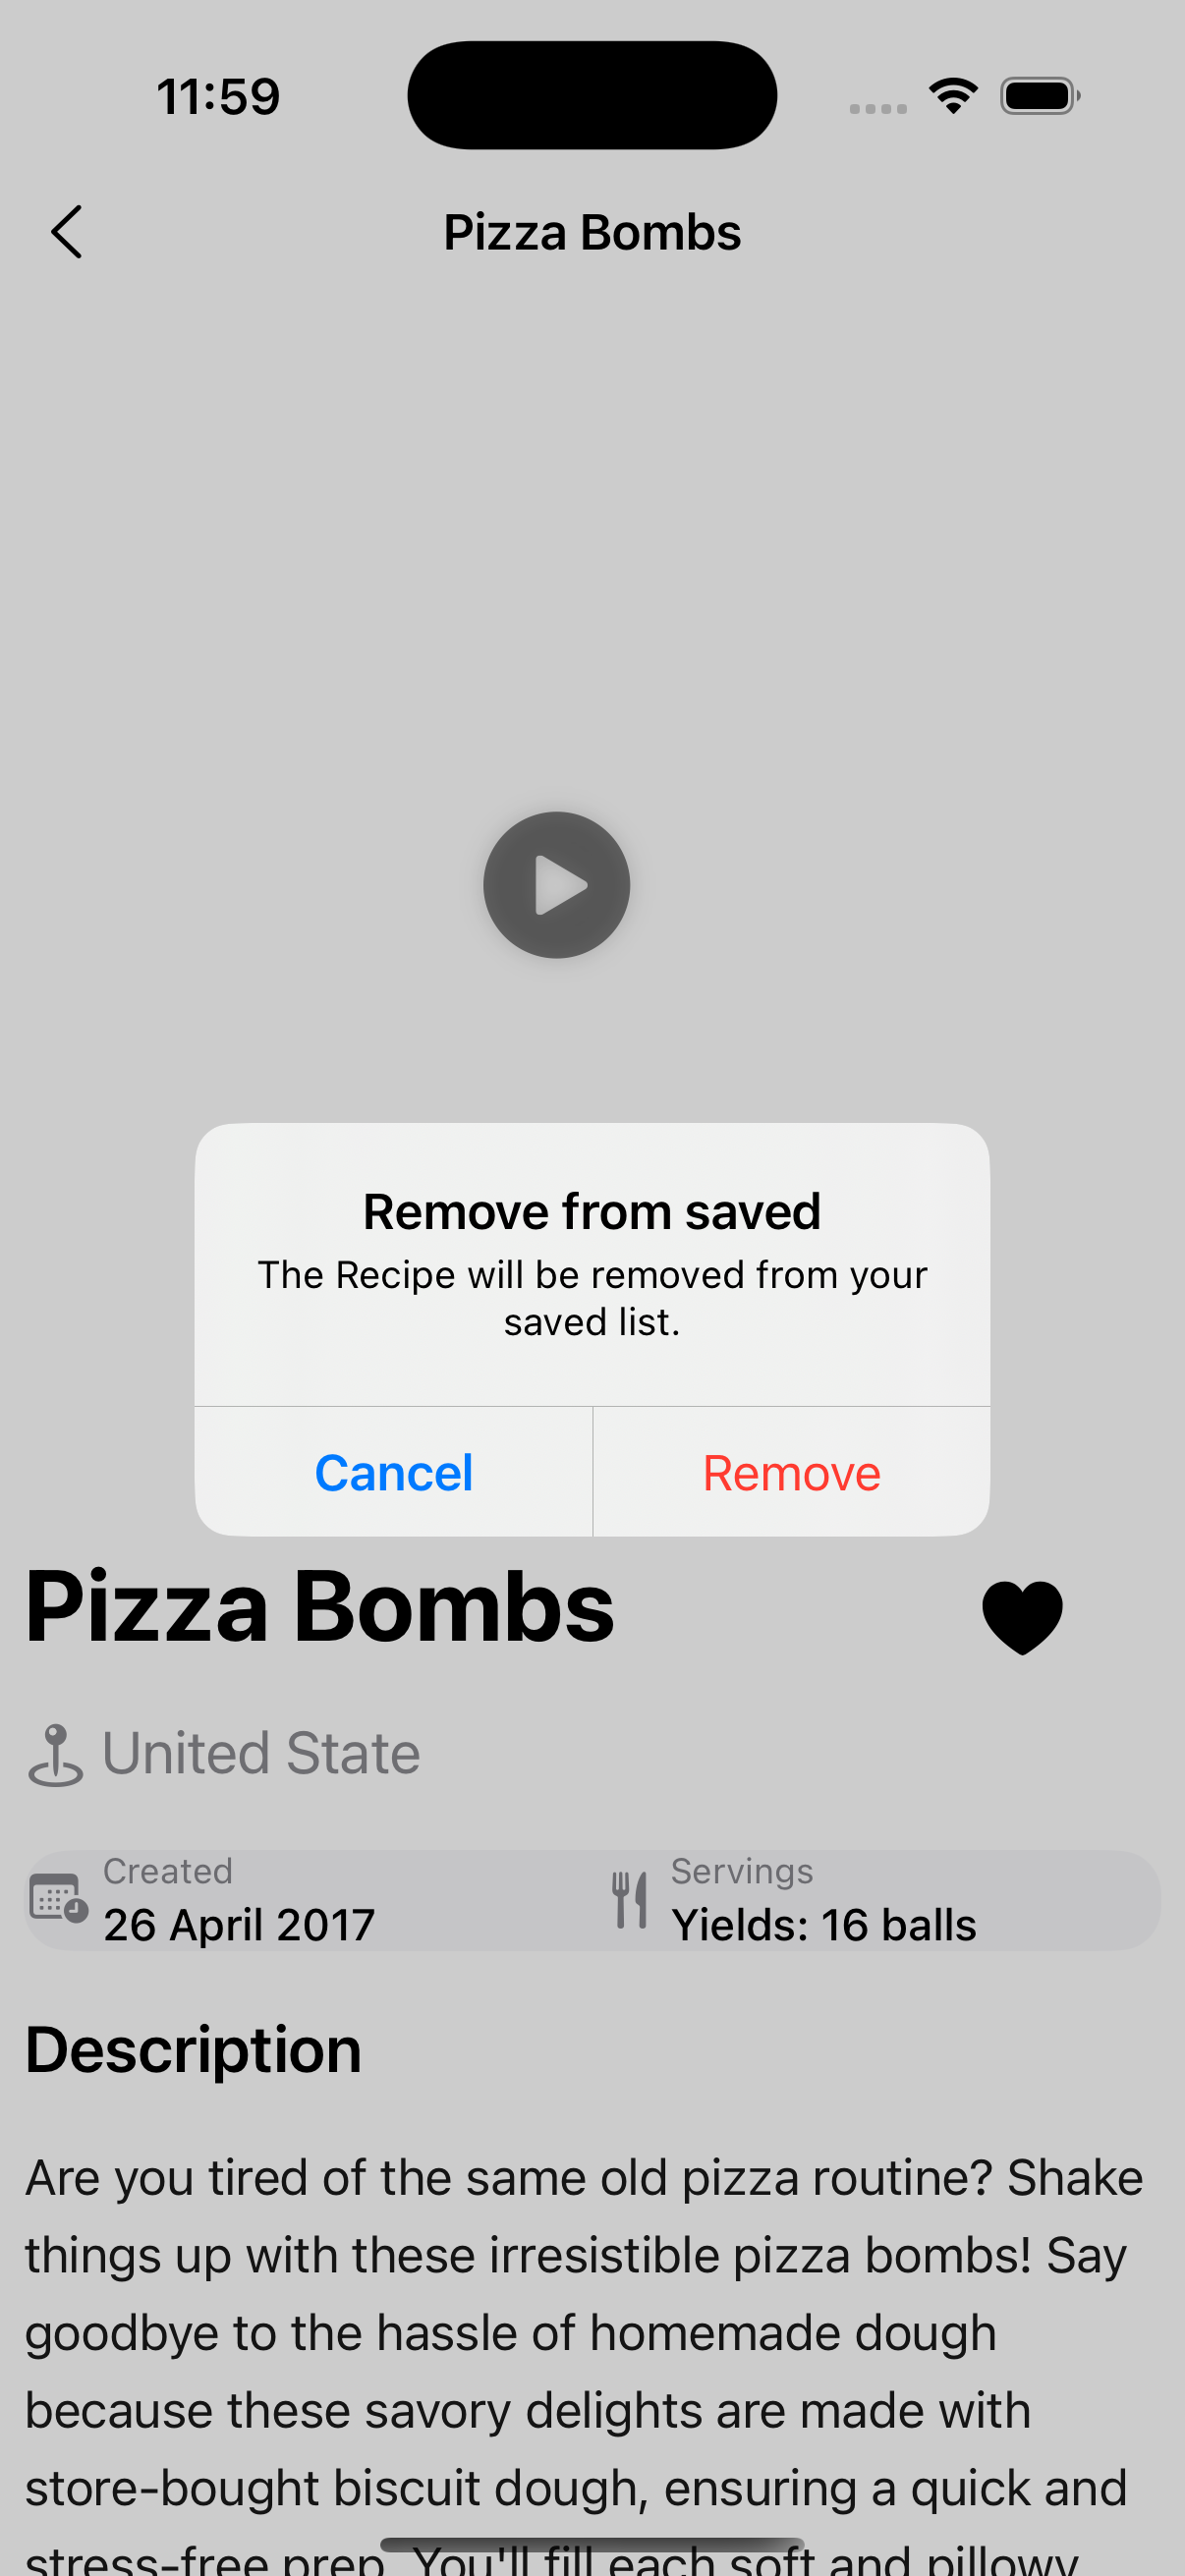 11:59
Pizza Bombs
Remove from saved
The Recipe will be removed from your
saved list.
Cancel
Remove
Pizza Bombs
United State
Created
26 April 2017
Servings
Yields: 16 balls
Description
Are you tired of the same old pizza routine? Shake
things up with these irresistible pizza bombs! Say
goodbye to the hassle of homemade dough
because these savory delights are made with
store-bought biscuit dough, ensuring a quick and
stress-free prep. You'll fill each soft and pillowy